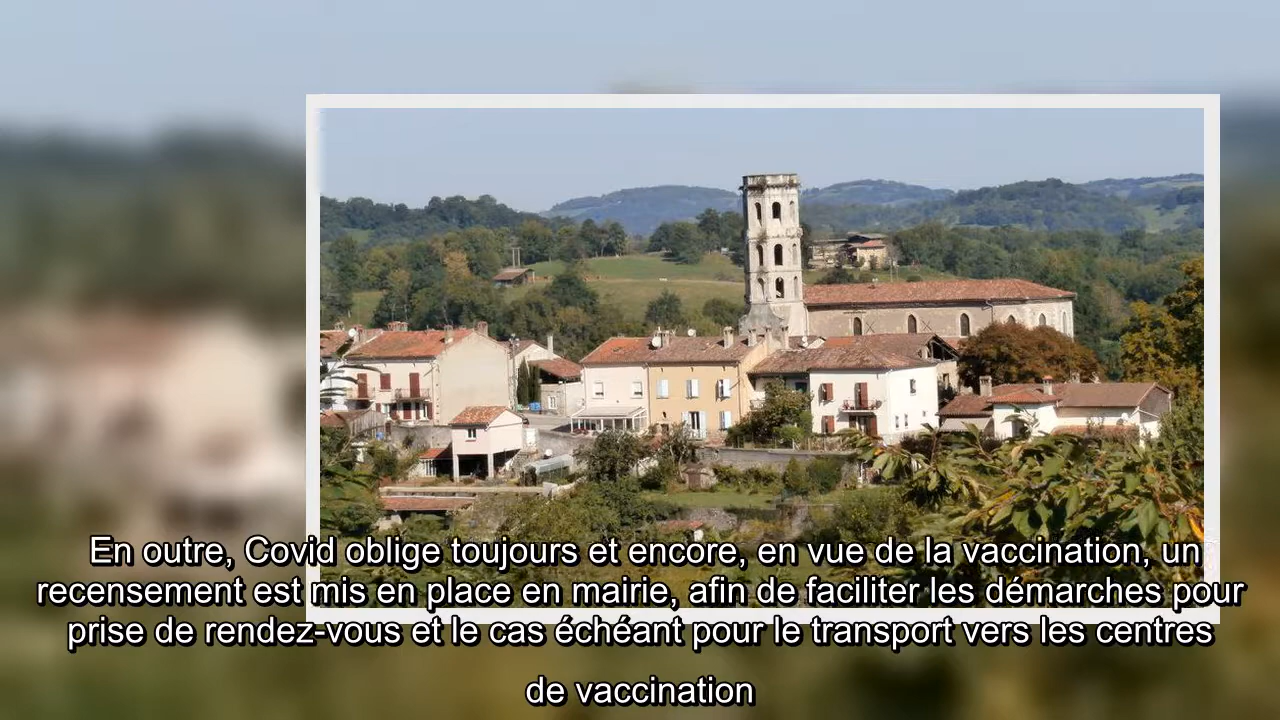 En outre, Covid oblige toujours et encore, en vue de la vaccination, un
recensement est mis en place en mairie, afin de faciliter les démarches pour
prise de rendez-vous et le cas échéant pour le transport vers les centres
de vaccination